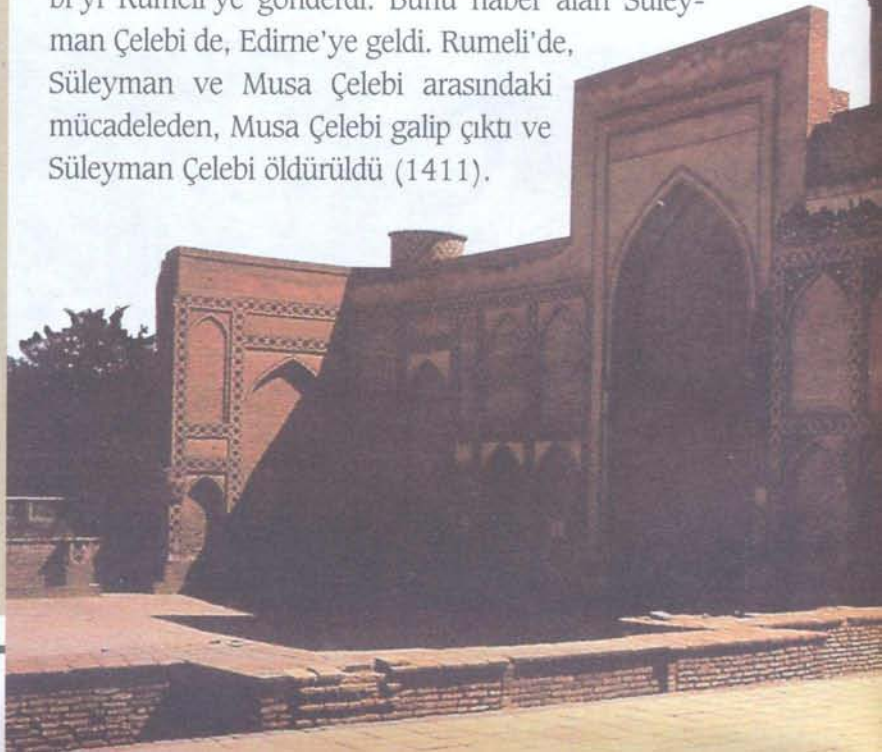 bi'yi Rumeli'ye gönderdi. Bunu haber alan Süley-
man Çelebi de, Edirne'ye geldi. Rumeli'de,
Süleyman ve Musa Çelebi arasındaki
mücadeleden, Musa Çelebi galip çıktı ve
Süleyman Çelebi öldürüldü (1411).